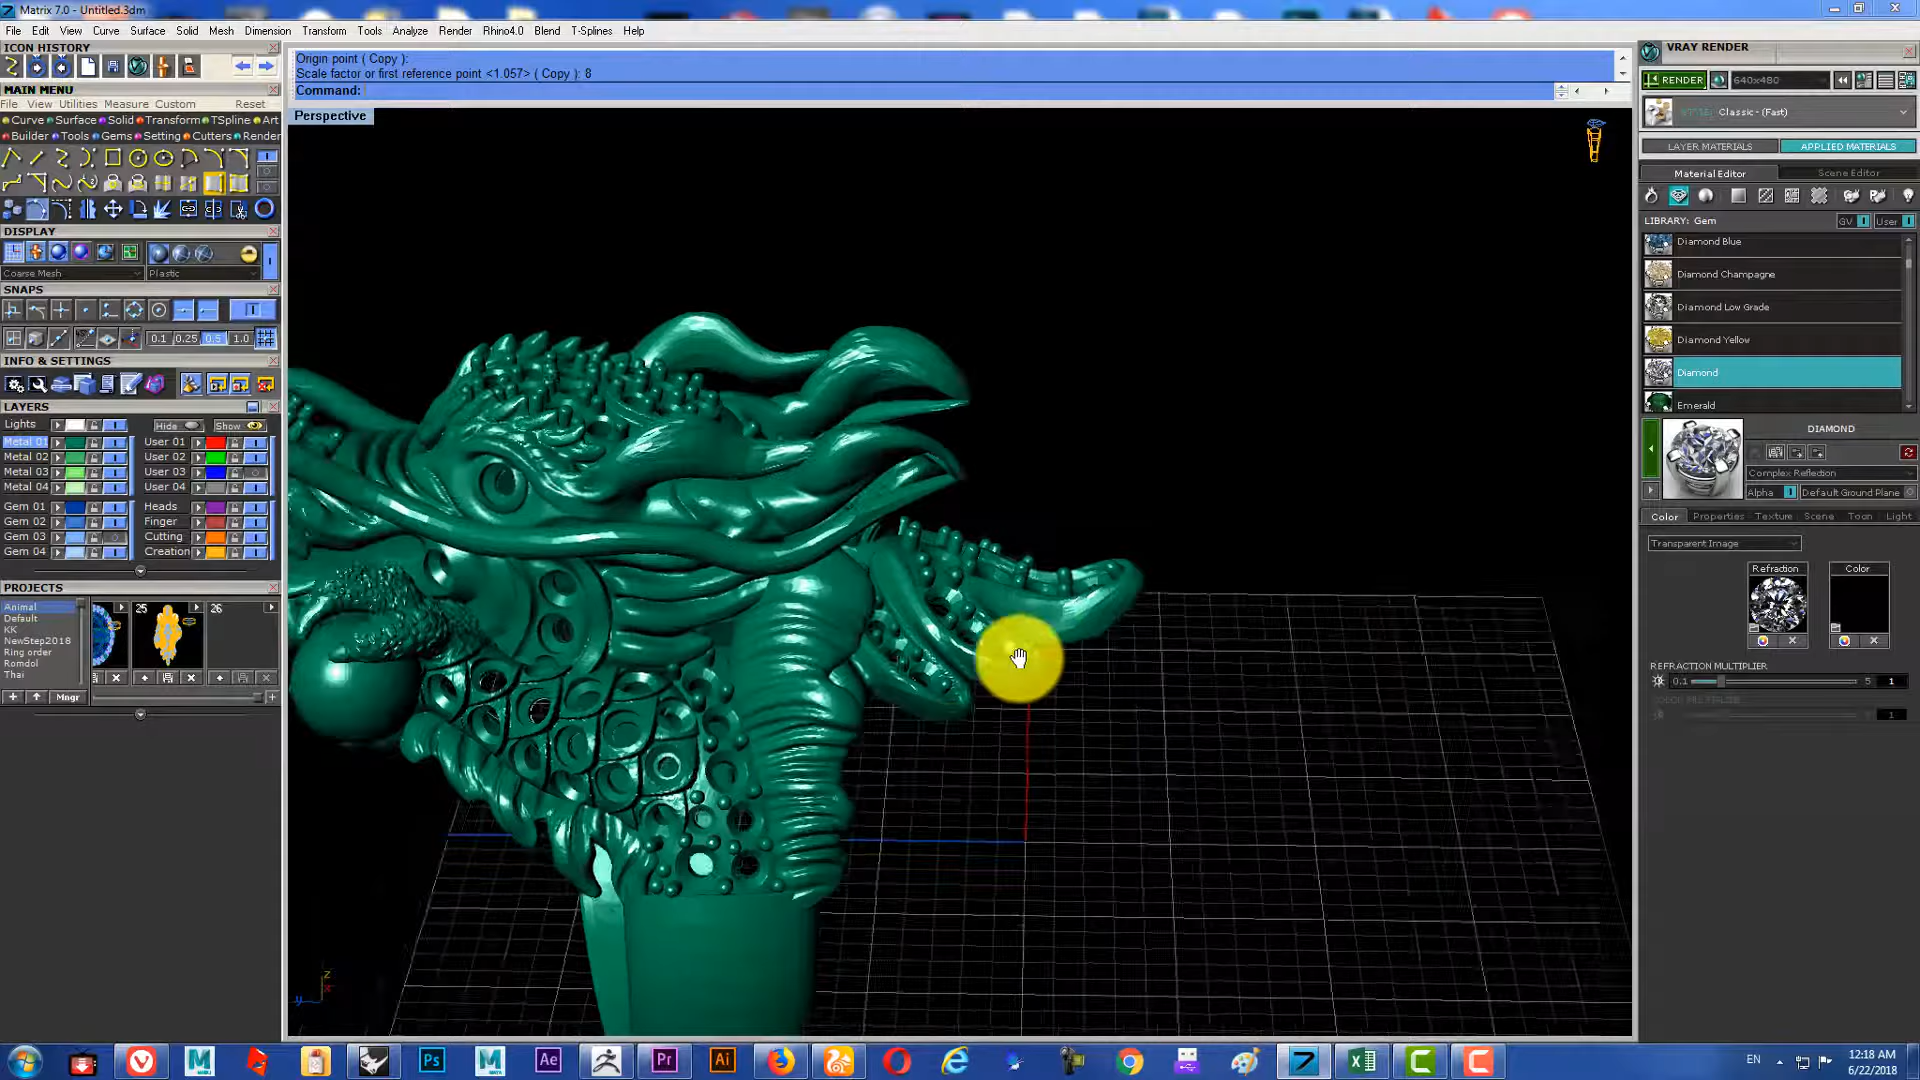 Matrix 7.0 - Untitled.3dm
File Edit View Curve Surface Solid Mesh Dimension Transform Tools Analyze Render Rhino4.0 Blend T-Splines Help
ICON HISTORY
MAIN MENU
File View Utilities Measure Custom Reset
Curve Surface Solid Transform TSpline Art
Builder Tools Gems Setting Cutters Render
DISPLAY
Coarse Mesh Plastic
SNAPS
0.1 0.25 0.5 1.0
INFO & SETTINGS
LAYERS
Lights Hide Show
Metal 01 User 01
Metal 02 User 02
Metal 03 User 03
Metal 04 User 04
Gem 01 Heads
Gem 02 Finger
Gem 03 Cutting
Gem 04 Creation
PROJECTS
Animal
Default
KK
NewStep2018
Ring order
Romdol
Thai
25 26
Mngr
Origin point ( Copy ):
Scale factor or first reference point <1.057> ( Copy ): 8
Command:
Perspective
z
x
y
VRAY RENDER
RENDER 640x480
Classic - (Fast)
LAYER MATERIALS APPLIED MATERIALS
Material Editor Scene Editor
LIBRARY: Gem GV User
Diamond Blue
Diamond Champagne
Diamond Low Grade
Diamond Yellow
Diamond
Emerald
DIAMOND
Complex Reflection
Alpha Default Ground Plane
Color Properties Texture Scene Toon Light
Transparent Image
Refraction Color
REFRACTION MULTIPLIER
0.1 5 1
COLOR MULTIPLIER
1
Ps Ae Pr Ai
EN
12:18 AM
6/22/2018